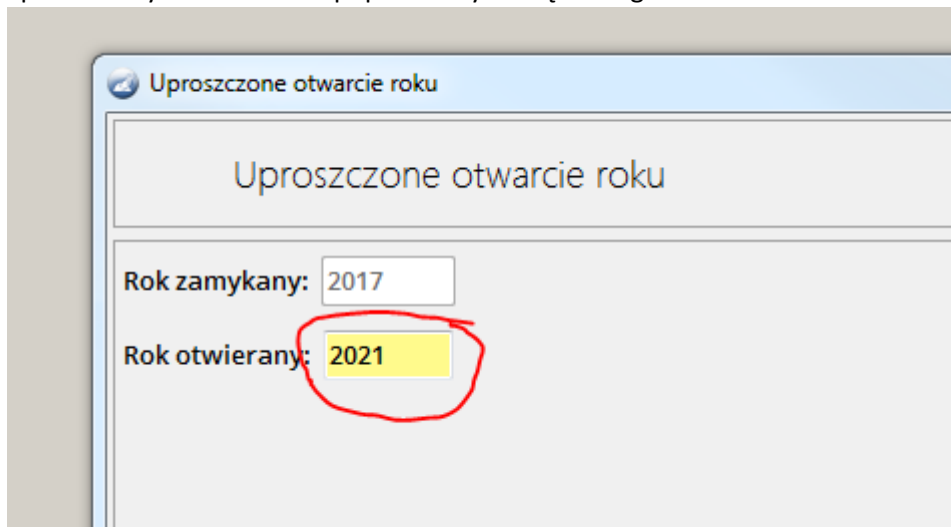 Uproszczone otwarcie roku
Uproszczone otwarcie roku
Rok zamykany: 2017
Rok otwierany: 2021